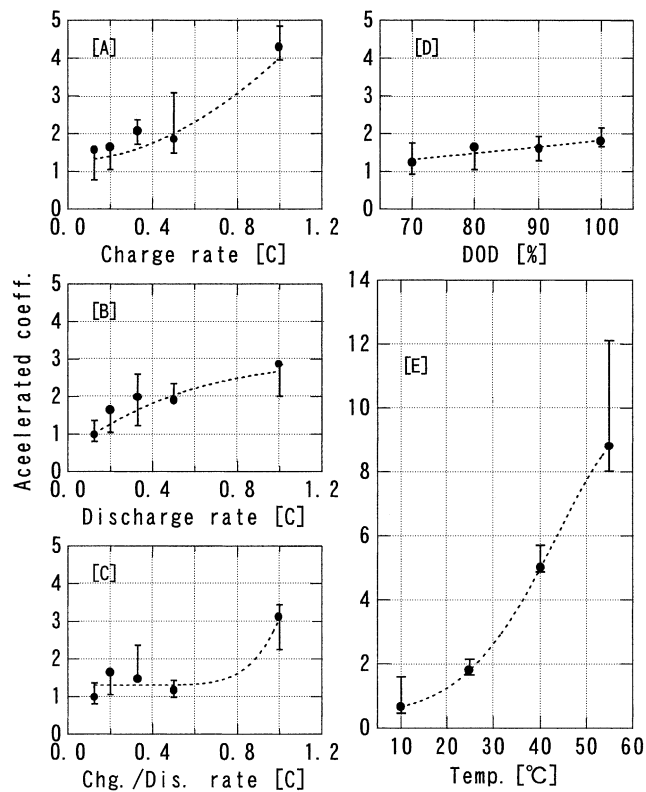 5
4
3
2
1
0
[A]
0.0 0.4 0.8 1.2
Charge rate [C]
5
4
3
2
1
0
[D]
70 80 90 100
DOD [%]
Aceelerated coeff.
5
4
3
2
1
0
[B]
0.0 0.4 0.8 1.2
Discharge rate [C]
5
4
3
2
1
0
[C]
0.0 0.4 0.8 1.2
Chg./Dis. rate [C]
14
12
10
8
6
4
2
0
[E]
10 20 30 40 50 60
Temp. [℃]